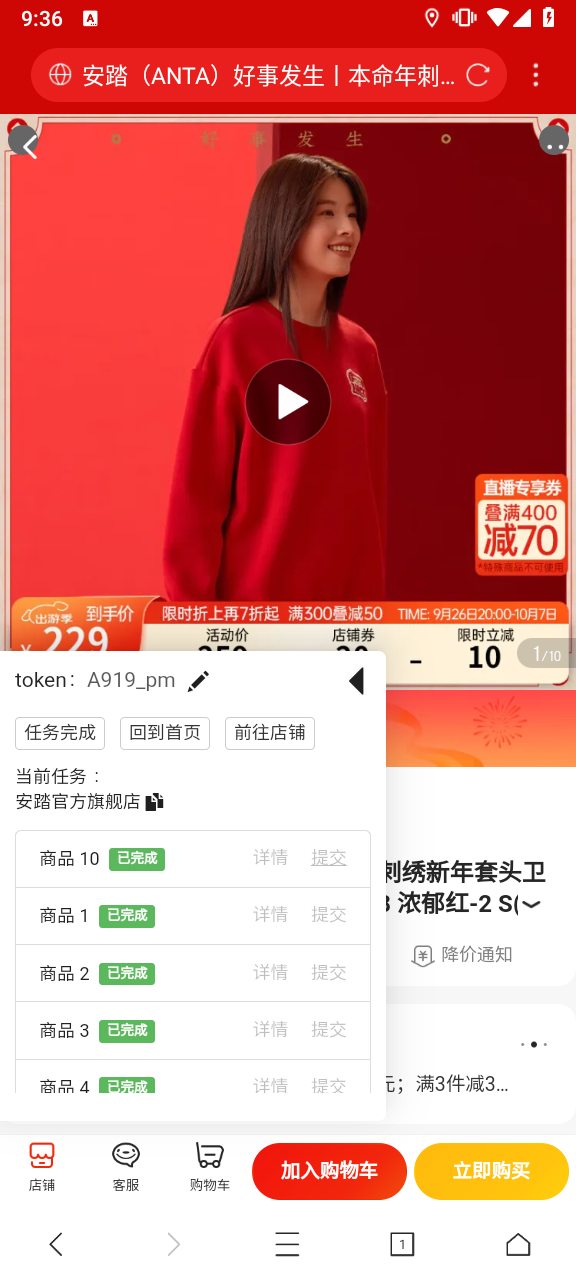 9:36
A
安踏（ANTA）好事发生丨本命年刺...
好事发生
直播专享券
叠满400
减70
*特殊商品不可使用
出游季 到手价
限时折上再7折起 满300叠减50 TIME: 9月26日20:00-10月7日
¥229
活动价
店铺券
限时立减
10
1/10
token： A919_pm
任务完成 回到首页 前往店铺
当前任务：
安踏官方旗舰店
商品 10 已完成 详情 提交
商品 1 已完成 详情 提交
商品 2 已完成 详情 提交
商品 3 已完成 详情 提交
商品 4 已完成 详情 提交
刺绣新年套头卫
浓郁红-2 S(
降价通知
元；满3件减3...
店铺
客服
购物车
加入购物车
立即购买
1